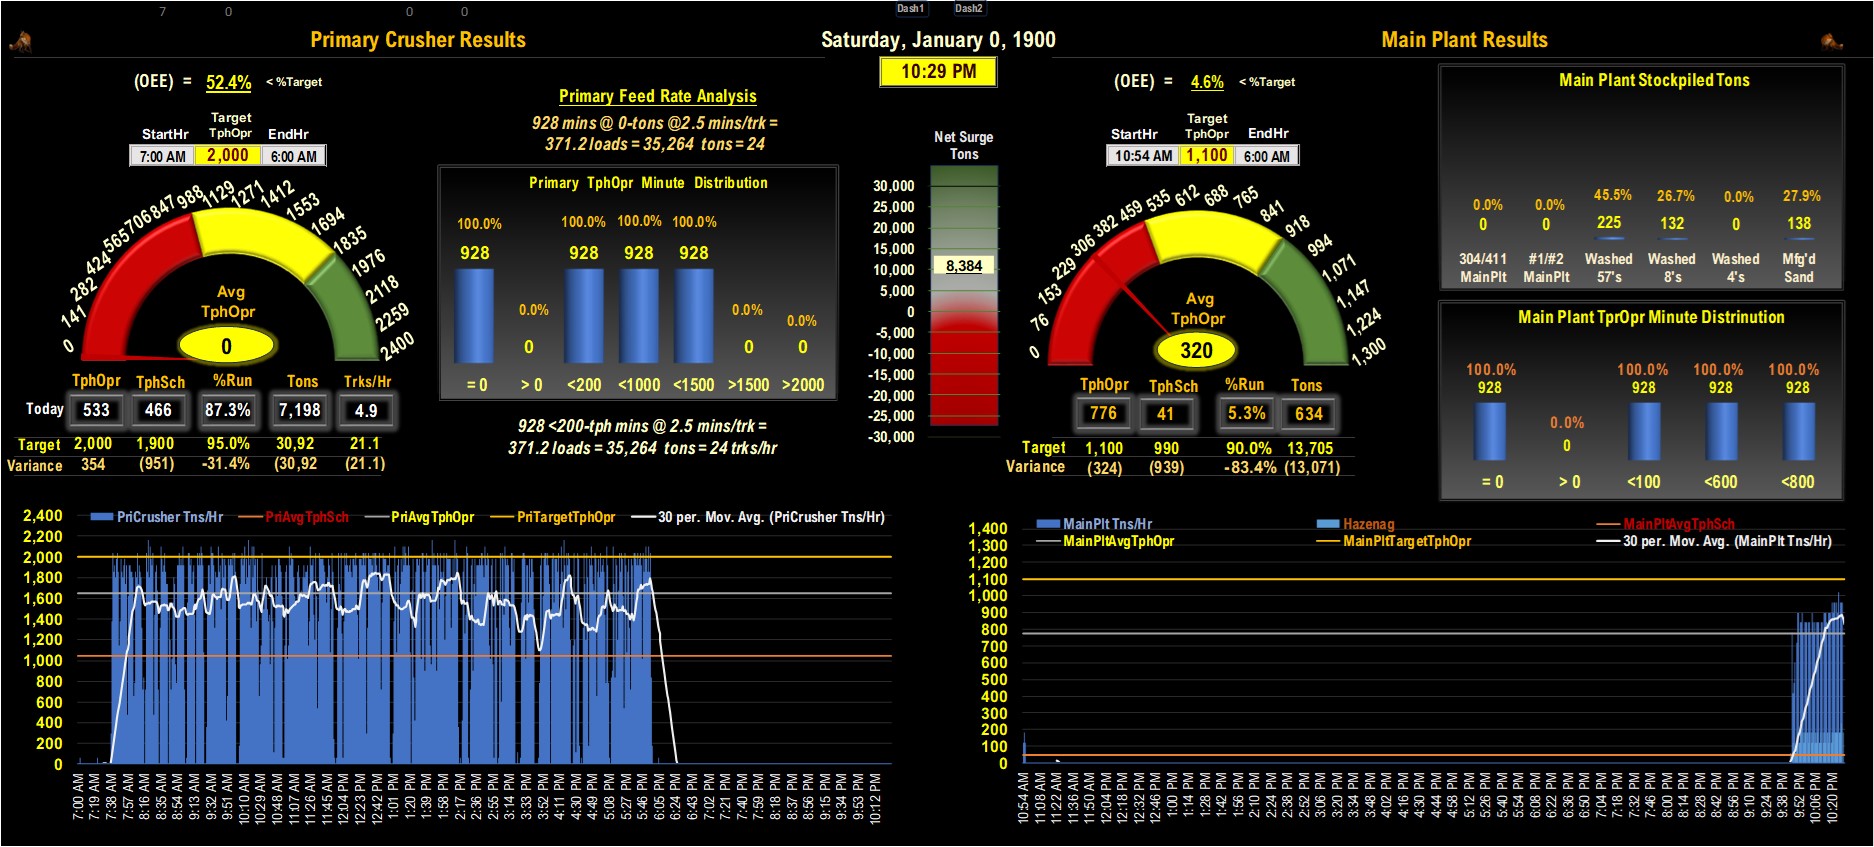 7 0 0 0 Dash1 Dash2
Primary Crusher Results
Saturday, January 0, 1900
Main Plant Results
10:29 PM
(OEE) = 52.4% < %Target
Target
StartHr TphOpr EndHr
7:00 AM 2,000 6:00 AM
0 141 282 424 565 706 847 988 1129 1271 1412 1553 1694 1835 1976 2118 2259 2400
Avg
TphOpr
0
TphOpr TphSch %Run Tons Trks/Hr
Today 533 466 87.3% 7,198 4.9
Target 2,000 1,900 95.0% 30,92 21.1
Variance 354 (951) -31.4% (30,92 (21.1)
Primary Feed Rate Analysis
928 mins @ 0-tons @2.5 mins/trk =
371.2 loads = 35,264 tons = 24
Primary TphOpr Minute Distribution
100.0% 0.0% 100.0% 100.0% 100.0% 0.0% 0.0%
928 0 928 928 928 0 0
= 0 > 0 <200 <1000 <1500 >1500 >2000
928 <200-tph mins @ 2.5 mins/trk =
371.2 loads = 35,264 tons = 24 trks/hr
Net Surge
Tons
30,000
25,000
20,000
15,000
10,000
5,000
0
-5,000
-10,000
-15,000
-20,000
-25,000
-30,000
8,384
(OEE) = 4.6% < %Target
Target
StartHr TphOpr EndHr
10:54 AM 1,100 6:00 AM
0 76 153 229 306 382 459 535 612 688 765 841 918 994 1,071 1,147 1,224 1,300
Avg
TphOpr
320
TphOpr TphSch %Run Tons
776 41 5.3% 634
Target 1,100 990 90.0% 13,705
Variance (324) (939) -83.4% (13,071)
Main Plant Stockpiled Tons
0.0% 0.0% 45.5% 26.7% 0.0% 27.9%
0 0 225 132 0 138
304/411 #1/#2 Washed Washed Washed Mfg'd
MainPlt MainPlt 57's 8's 4's Sand
Main Plant TprOpr Minute Distrinution
100.0% 0.0% 100.0% 100.0% 100.0%
928 0 928 928 928
= 0 > 0 <100 <600 <800
PriCrusher Tns/Hr PriAvgTphSch PriAvgTphOpr PriTargetTphOpr 30 per. Mov. Avg. (PriCrusher Tns/Hr)
2,400
2,200
2,000
1,800
1,600
1,400
1,200
1,000
800
600
400
200
0
7:00 AM 7:19 AM 7:38 AM 7:57 AM 8:16 AM 8:35 AM 8:54 AM 9:13 AM 9:32 AM 9:51 AM 10:10 AM 10:29 AM 10:48 AM 11:07 AM 11:26 AM 11:45 AM 12:04 PM 12:23 PM 12:42 PM 1:01 PM 1:20 PM 1:39 PM 1:58 PM 2:17 PM 2:36 PM 2:55 PM 3:14 PM 3:33 PM 3:52 PM 4:11 PM 4:30 PM 4:49 PM 5:08 PM 5:27 PM 5:46 PM 6:05 PM 6:24 PM 6:43 PM 7:02 PM 7:21 PM 7:40 PM 7:59 PM 8:18 PM 8:37 PM 8:56 PM 9:15 PM 9:34 PM 9:53 PM 10:12 PM
MainPlt Tns/Hr Hazenag MainPltAvgTphSch
MainPltAvgTphOpr MainPltTargetTphOpr 30 per. Mov. Avg. (MainPlt Tns/Hr)
1,400
1,300
1,200
1,100
1,000
900
800
700
600
500
400
300
200
100
0
10:54 AM 11:08 AM 11:22 AM 11:36 AM 11:50 AM 12:04 PM 12:18 PM 12:32 PM 12:46 PM 1:00 PM 1:14 PM 1:28 PM 1:42 PM 1:56 PM 2:10 PM 2:24 PM 2:38 PM 2:52 PM 3:06 PM 3:20 PM 3:34 PM 3:48 PM 4:02 PM 4:16 PM 4:30 PM 4:44 PM 4:58 PM 5:12 PM 5:26 PM 5:40 PM 5:54 PM 6:08 PM 6:22 PM 6:36 PM 6:50 PM 7:04 PM 7:18 PM 7:32 PM 7:46 PM 8:00 PM 8:14 PM 8:28 PM 8:42 PM 8:56 PM 9:10 PM 9:24 PM 9:38 PM 9:52 PM 10:06 PM 10:20 PM